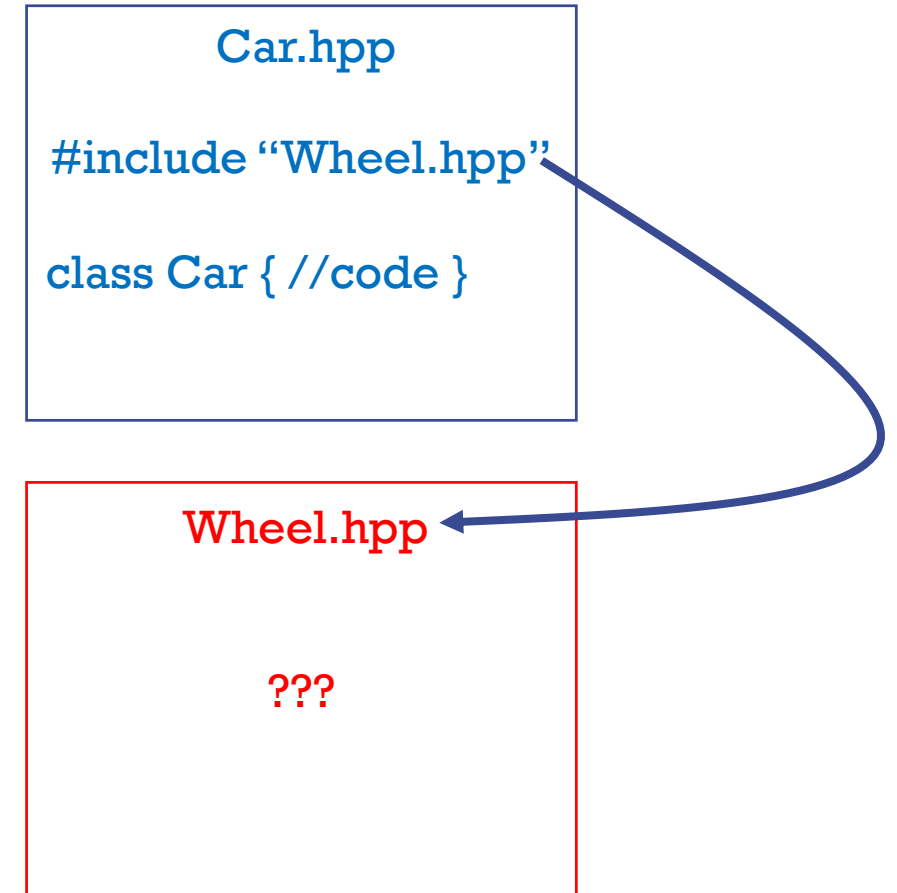 Car.hpp
#include “Wheel.hpp”
class Car { //code }
Wheel.hpp
???